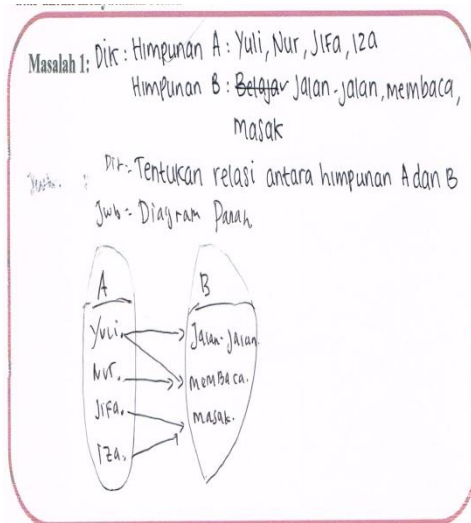 Masalah 1: Dik: Himpunan A: Yuli, Nur, Jifa, Iza
Himpunan B: Belajar Jalan-jalan, membaca,
masak
Dit: Tentukan relasi antara himpunan A dan B
Jwb: Diagram Panah
A B
Yuli. Jalan-Jalan.
Nur. memBaca.
Jifa. masak.
Iza.